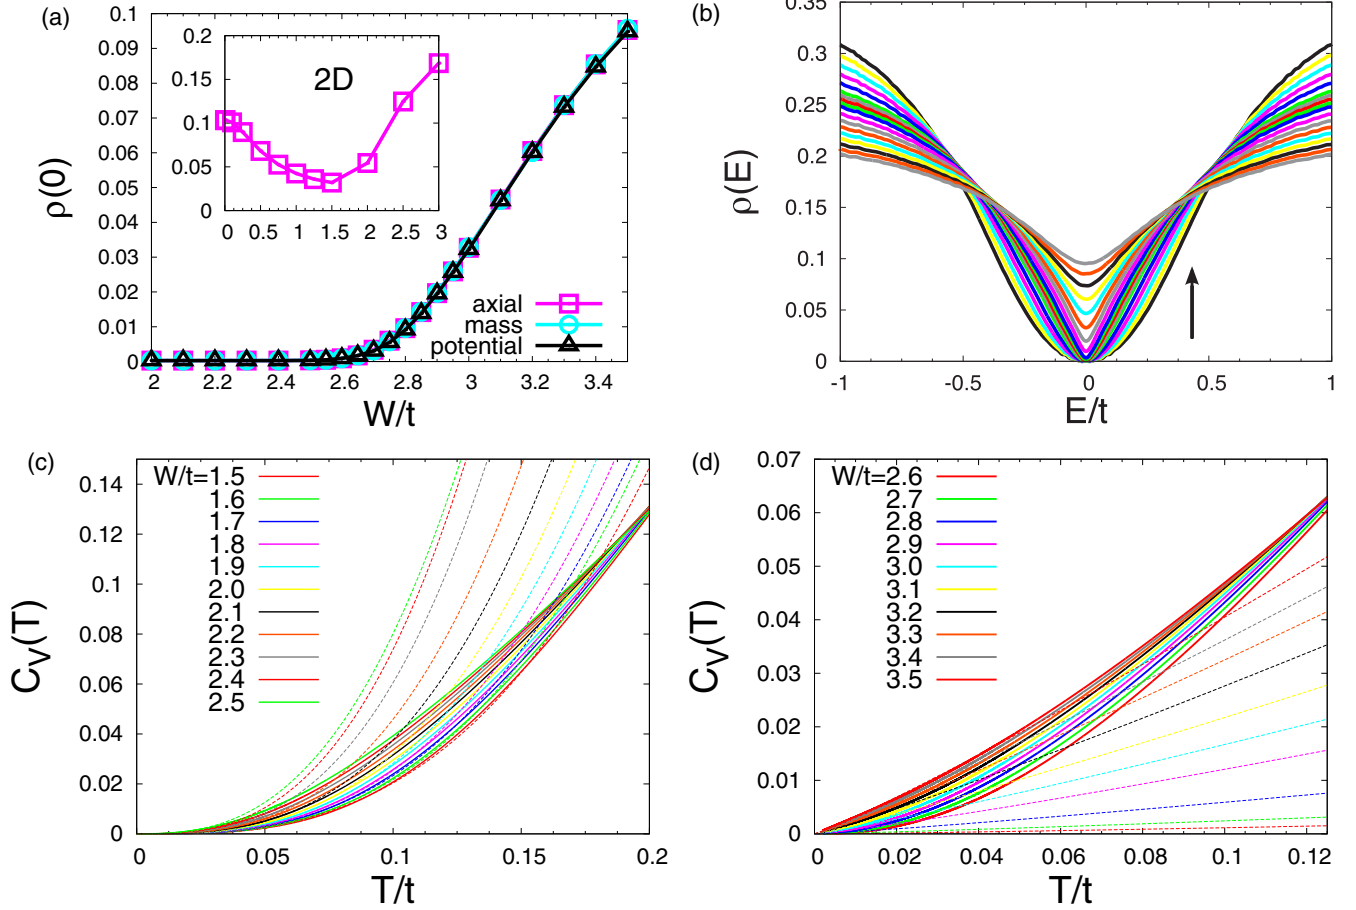 (a)
0.1
0.09
0.08
0.07
0.06
0.05
0.04
0.03
0.02
0.01
0
ρ(0)
0.2
0.15
0.1
0.05
0
2D
0 0.5 1 1.5 2 2.5 3
axial
mass
potential
2 2.2 2.4 2.6 2.8 3 3.2 3.4
W/t
(b)
0.35
0.3
0.25
0.2
0.15
0.1
0.05
0
ρ(E)
-1 -0.5 0 0.5 1
E/t
(c)
0.14
0.12
0.1
0.08
0.06
0.04
0.02
0
C_V(T)
W/t=1.5
1.6
1.7
1.8
1.9
2.0
2.1
2.2
2.3
2.4
2.5
0 0.05 0.1 0.15 0.2
T/t
(d)
0.07
0.06
0.05
0.04
0.03
0.02
0.01
0
C_V(T)
W/t=2.6
2.7
2.8
2.9
3.0
3.1
3.2
3.3
3.4
3.5
0 0.02 0.04 0.06 0.08 0.1 0.12
T/t